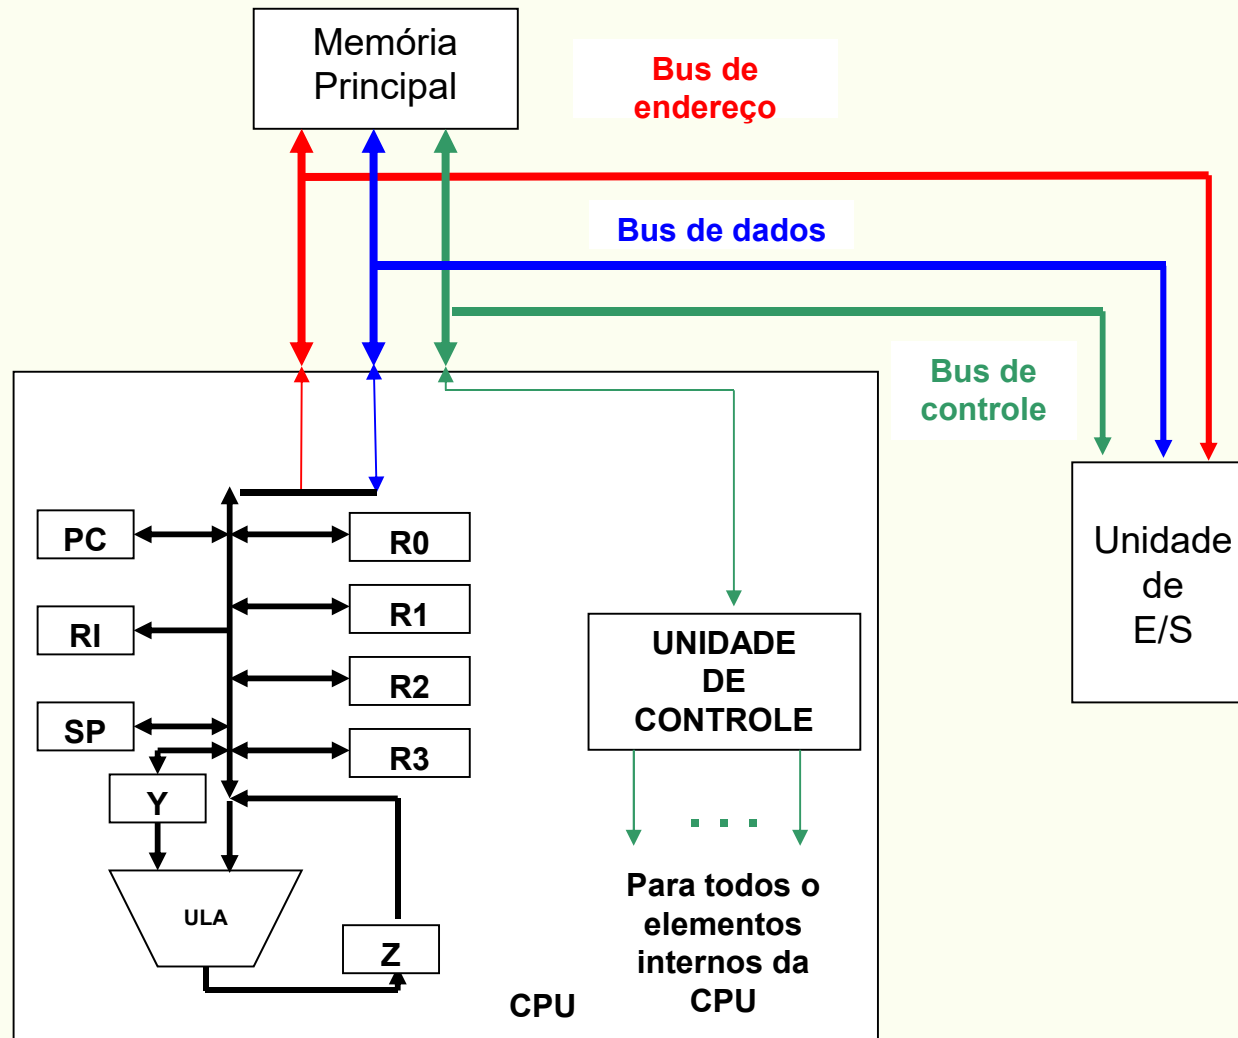 Memória
Principal
Bus de
endereço
Bus de dados
Bus de
controle
PC
R0
RI
R1
R2
SP
R3
Y
ULA
Z
UNIDADE
DE
CONTROLE
. . .
Para todos o
elementos
internos da
CPU
CPU
Unidade
de
E/S